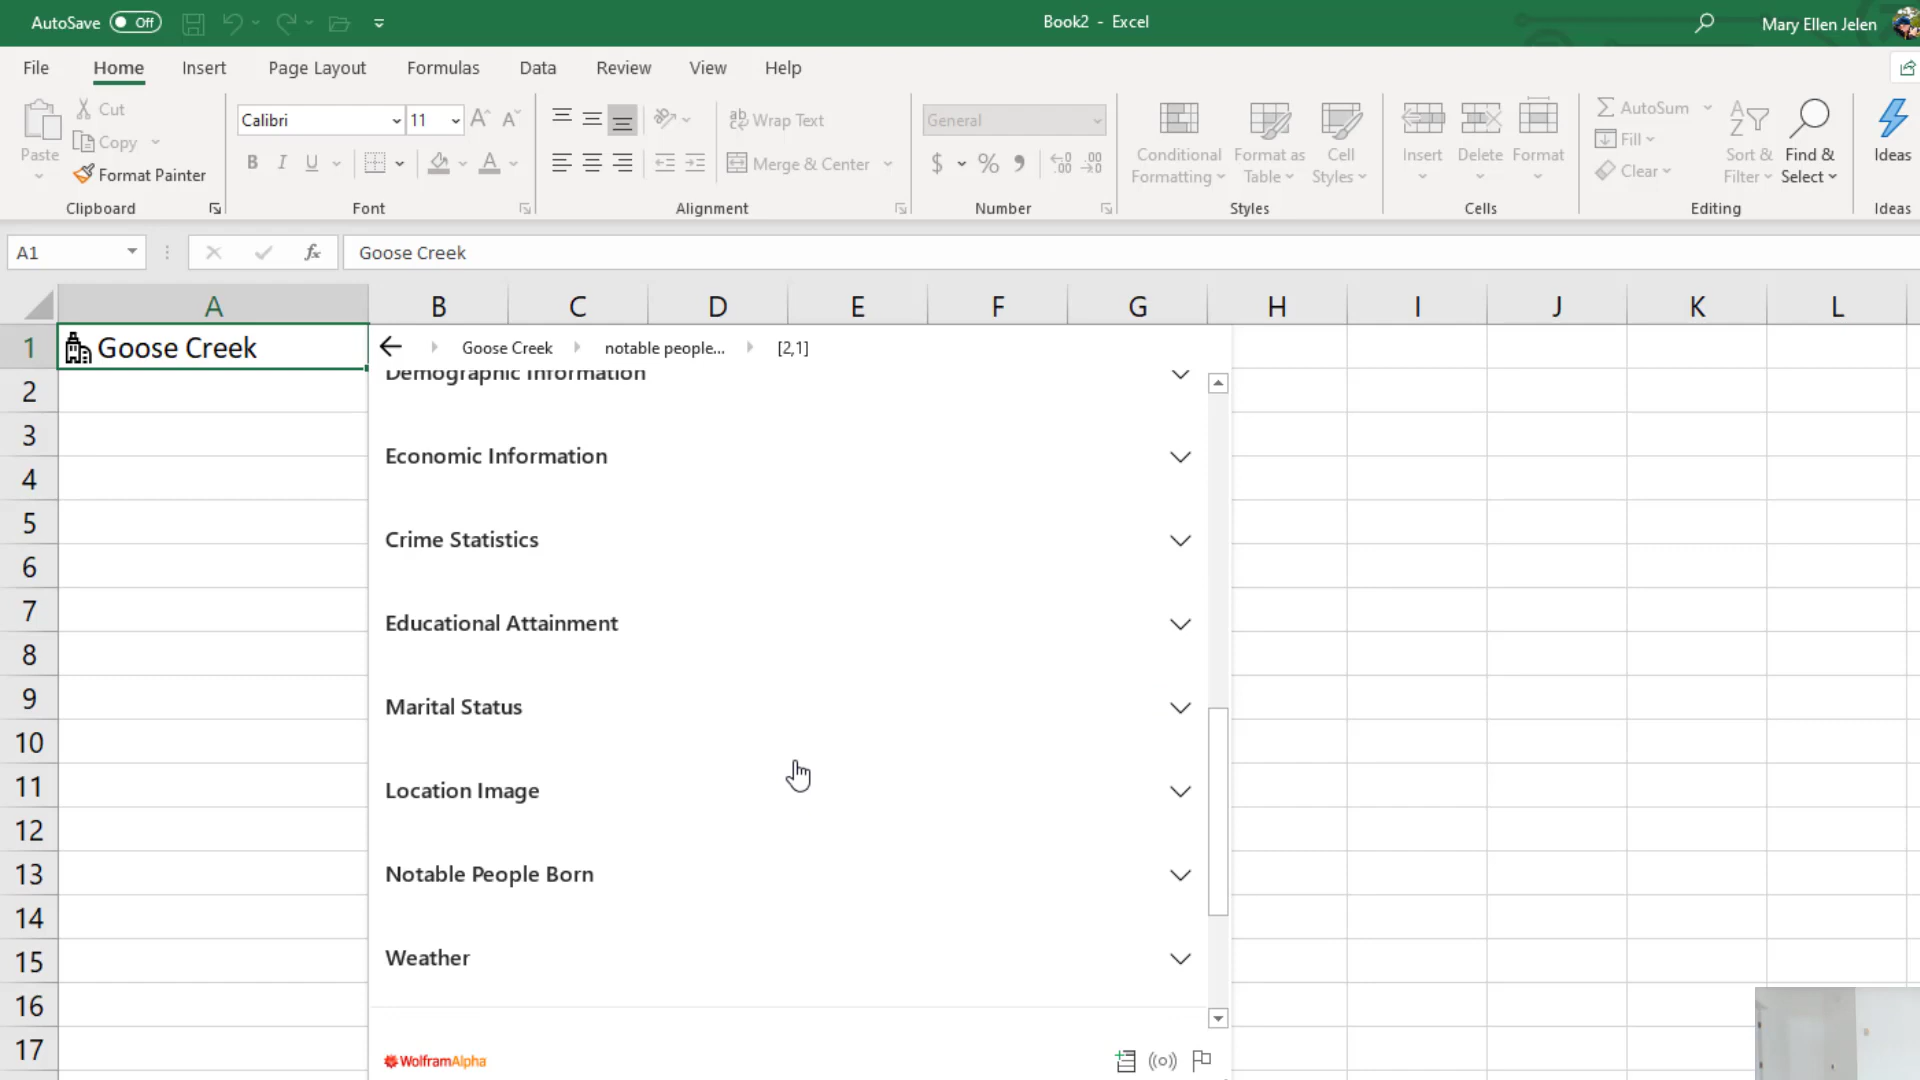 AutoSave Off Book2 - Excel Mary Ellen Jelen
File Home Insert Page Layout Formulas Data Review View Help
Paste Cut Copy Format Painter Clipboard
Calibri 11 B I U A Font
ab Wrap Text Merge & Center Alignment
General $ % 9 Number
Conditional Formatting Format as Table Cell Styles Styles
Insert Delete Format Cells
AutoSum Fill Clear Sort & Filter Find & Select Editing
Ideas Ideas
A1 fx Goose Creek
A B C D E F G H I J K L
1 Goose Creek Goose Creek notable people... [2,1]
Demographic Information
2
3 Economic Information
4
5 Crime Statistics
6
7 Educational Attainment
8
9 Marital Status
10
11 Location Image
12
13 Notable People Born
14
15 Weather
16
17 WolframAlpha